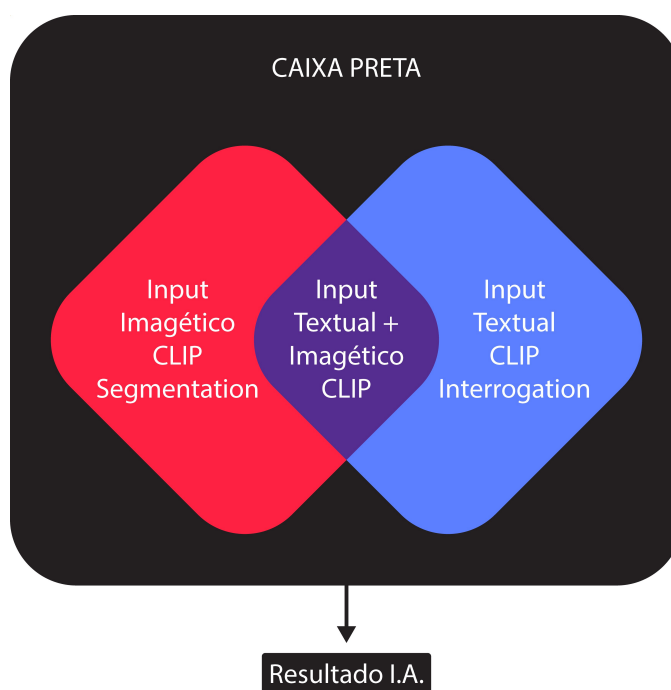 CAIXA PRETA
Input
Imagético
CLIP
Segmentation
Input
Textual +
Imagético
CLIP
Input
Textual
CLIP
Interrogation
Resultado I.A.